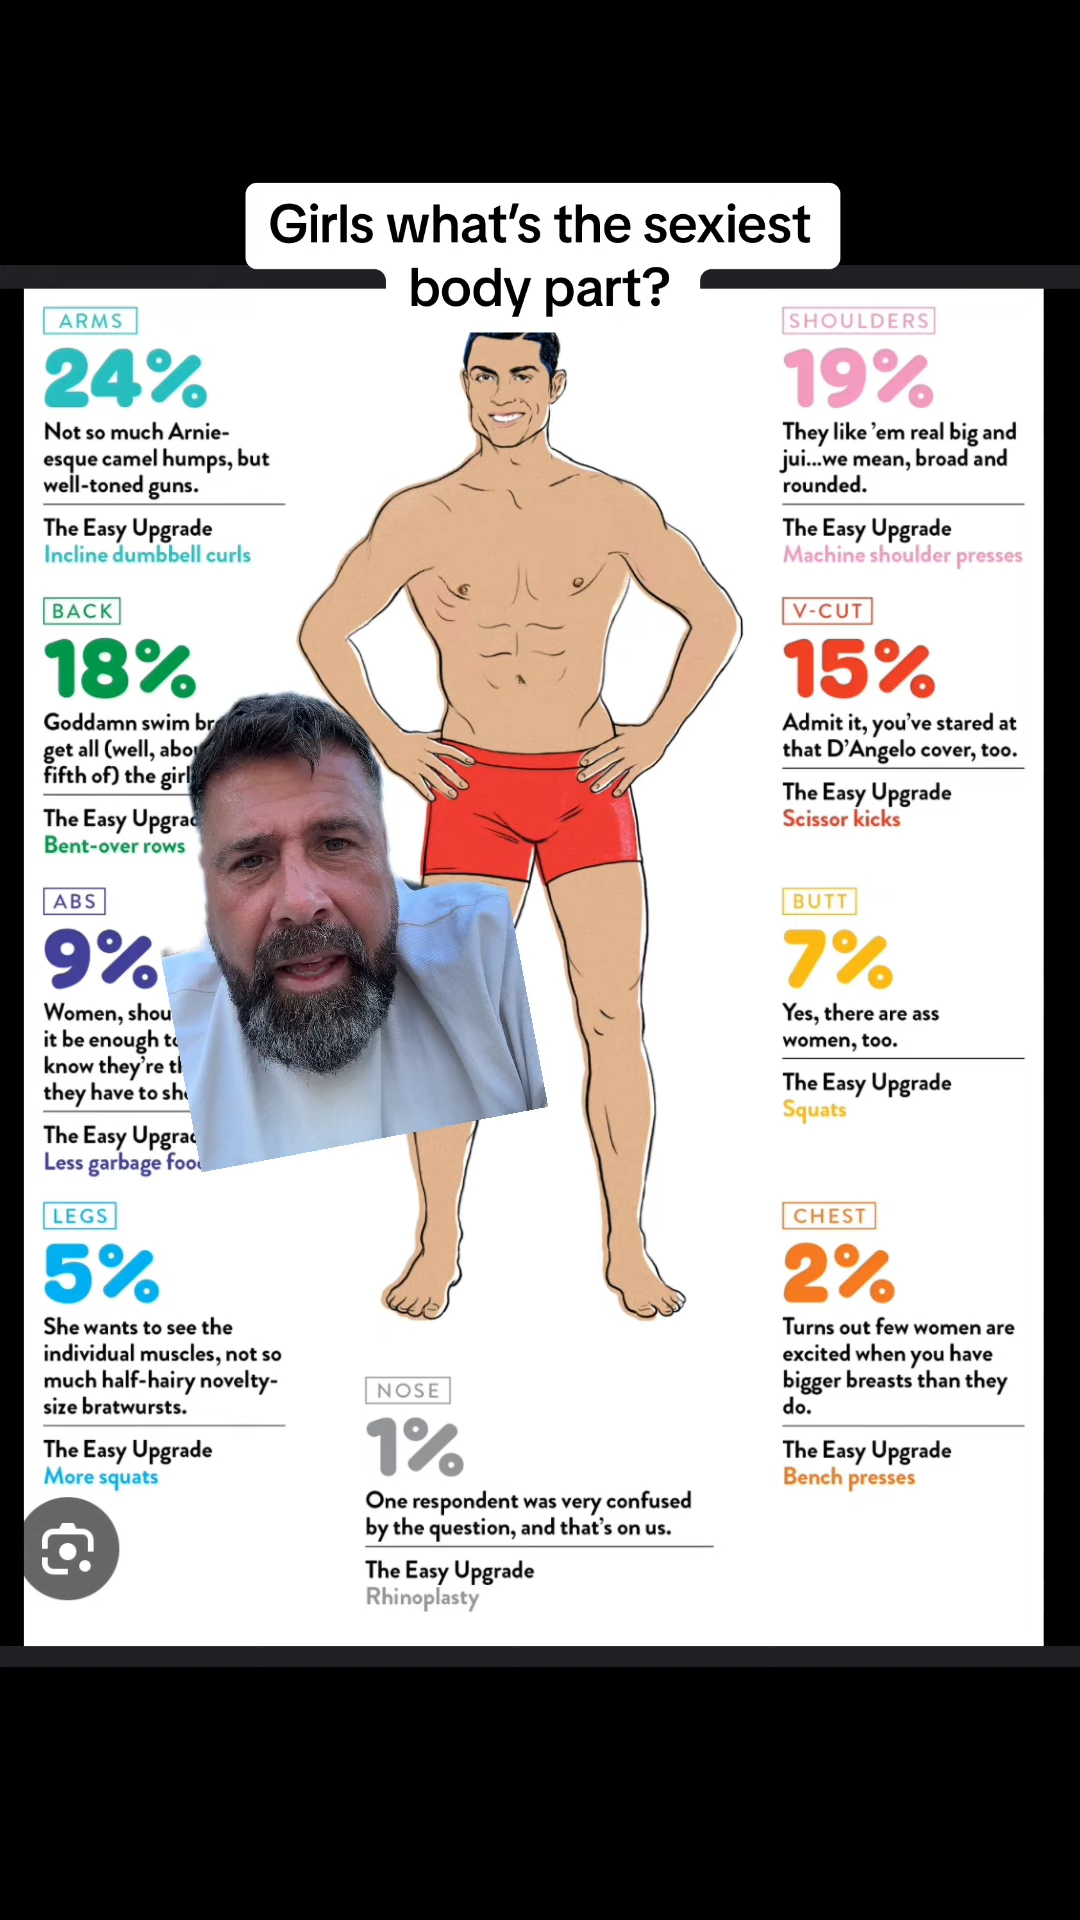 Girls what's the sexiest
body part?
ARMS
24%
Not so much Arnie-
esque camel humps, but
well-toned guns.
The Easy Upgrade
Incline dumbbell curls
BACK
18%
Goddamn swim
get all (well,
fifth of) the
The Easy
Bent-over rows
ABS
9%
Women,
it be enough
know they're
they have to
The Easy
Less garbage
LEGS
5%
She wants to see the
individual muscles, not so
much half-hairy novelty-
size bratwursts.
The Easy Upgrade
More squats
SHOULDERS
19%
They like 'em real big and
jui...we mean, broad and
rounded.
The Easy Upgrade
Machine shoulder presses
V-CUT
15%
Admit it, you've stared at
that D'Angelo cover, too.
The Easy Upgrade
Scissor kicks
BUTT
7%
Yes, there are ass
women, too.
The Easy Upgrade
Squats
CHEST
2%
Turns out few women are
excited when you have
bigger breasts than they
do.
The Easy Upgrade
Bench presses
NOSE
1%
One respondent was very confused
by the question, and that's on us.
The Easy Upgrade
Rhinoplasty